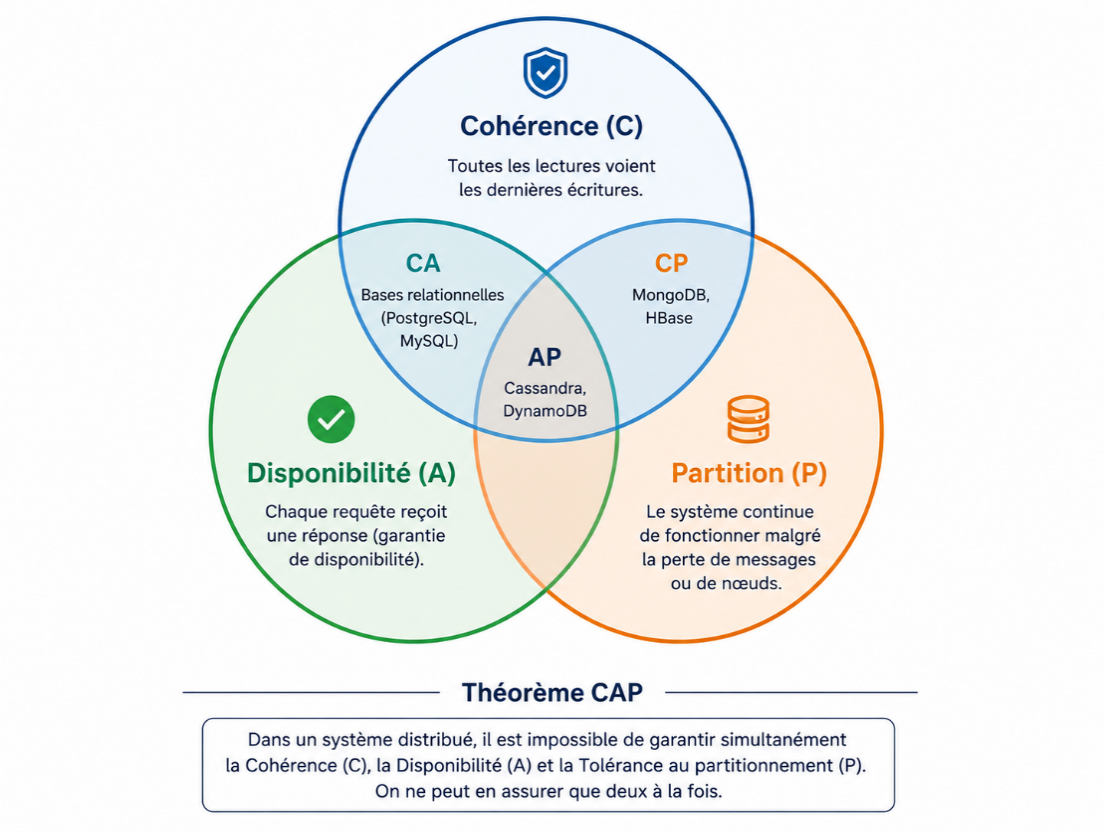 Cohérence (C)
Toutes les lectures voient
les dernières écritures.
CA
Bases relationnelles
(PostgreSQL,
MySQL)
CP
MongoDB,
HBase
AP
Cassandra,
DynamoDB
Disponibilité (A)
Chaque requête reçoit
une réponse (garantie
de disponibilité).
Partition (P)
Le système continue
de fonctionner malgré
la perte de messages
ou de nœuds.
Théorème CAP
Dans un système distribué, il est impossible de garantir simultanément
la Cohérence (C), la Disponibilité (A) et la Tolérance au partitionnement (P).
On ne peut en assurer que deux à la fois.